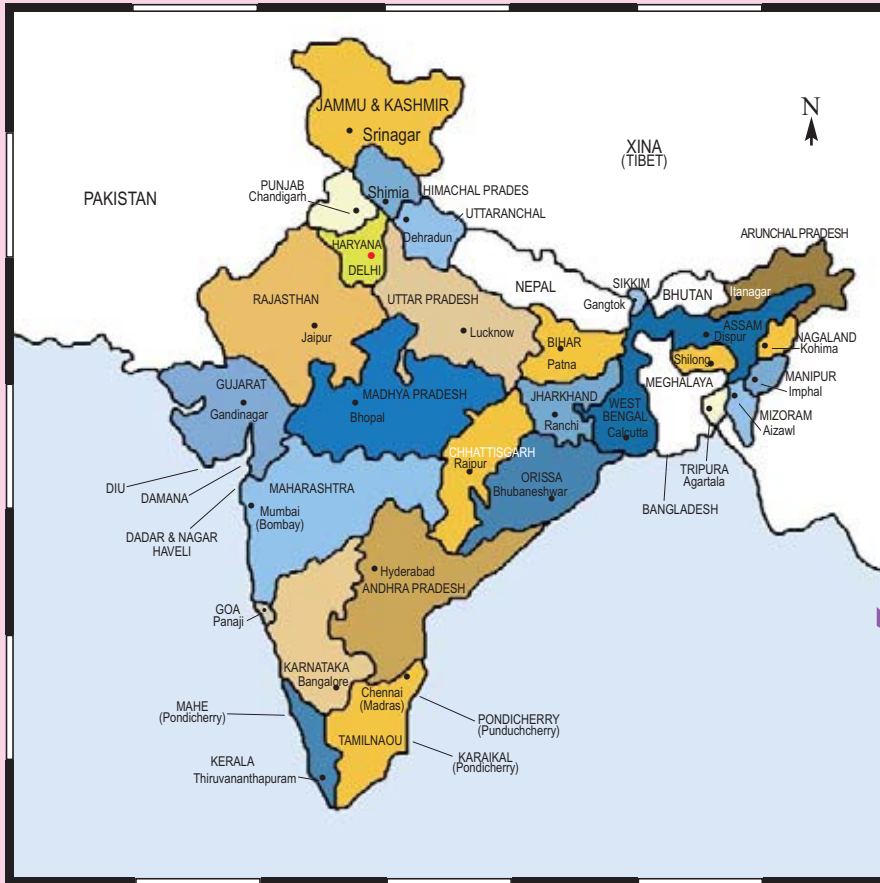 JAMMU & KASHMIR
Srinagar
N
XINA
(TIBET)
PAKISTAN
PUNJAB
Chandigarh
Shimia
HIMACHAL PRADES
UTTARANCHAL
Dehradun
HARYANA
DELHI
ARUNCHAL PRADESH
Itanagar
RAJASTHAN
Jaipur
UTTAR PRADESH
Lucknow
NEPAL
SIKKIM
Gangtok
BHUTAN
ASSAM
Dispur
NAGALAND
Kohima
BIHAR
Patna
Shilong
MEGHALAYA
MANIPUR
Imphal
GUJARAT
Gandinagar
MADHYA PRADESH
Bhopal
JHARKHAND
Ranchi
WEST
BENGAL
Calcutta
MIZORAM
Aizawl
CHHATTISGARH
Raipur
ORISSA
Bhubaneshwar
TRIPURA
Agartala
BANGLADESH
DIU
DAMANA
DADAR & NAGAR
HAVELI
MAHARASHTRA
Mumbai
(Bombay)
Hyderabad
ANDHRA PRADESH
GOA
Panaji
KARNATAKA
Bangalore
Chennai
(Madras)
MAHE
(Pondicherry)
PONDICHERRY
(Punduchcherry)
TAMILNAOU
KARAIKAL
(Pondicherry)
KERALA
Thiruvananthapuram